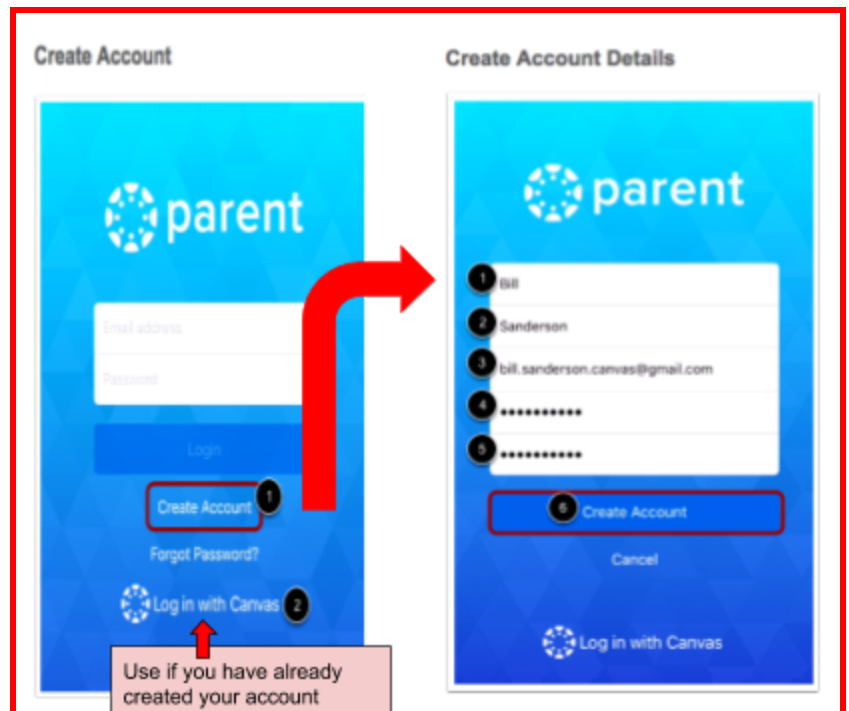 Create Account
parent
Email address
Password
Login
Create Account 1
Forgot Password?
Log in with Canvas 2
Use if you have already
created your account
Create Account Details
parent
1 Bill
2 Sanderson
3 bill.sanderson.canvas@gmail.com
4 ••••••••••
5 ••••••••••
6 Create Account
Cancel
Log in with Canvas